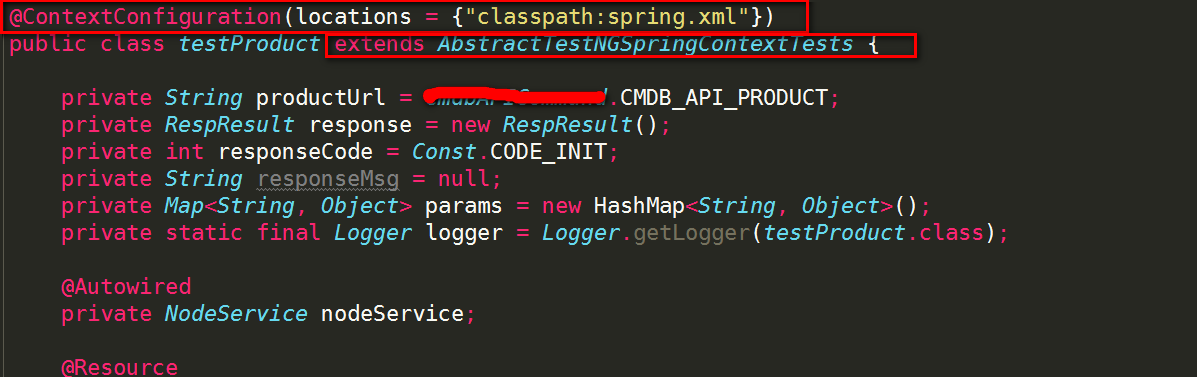 @ContextConfiguration(locations = {"classpath:spring.xml"})
public class testProduct extends AbstractTestNGSpringContextTests {
private String productUrl = .CMDB_API_PRODUCT;
private RespResult response = new RespResult();
private int responseCode = Const.CODE_INIT;
private String responseMsg = null;
private Map<String, Object> params = new HashMap<String, Object>();
private static final Logger logger = Logger.getLogger(testProduct.class);
@Autowired
private NodeService nodeService;
@Resource